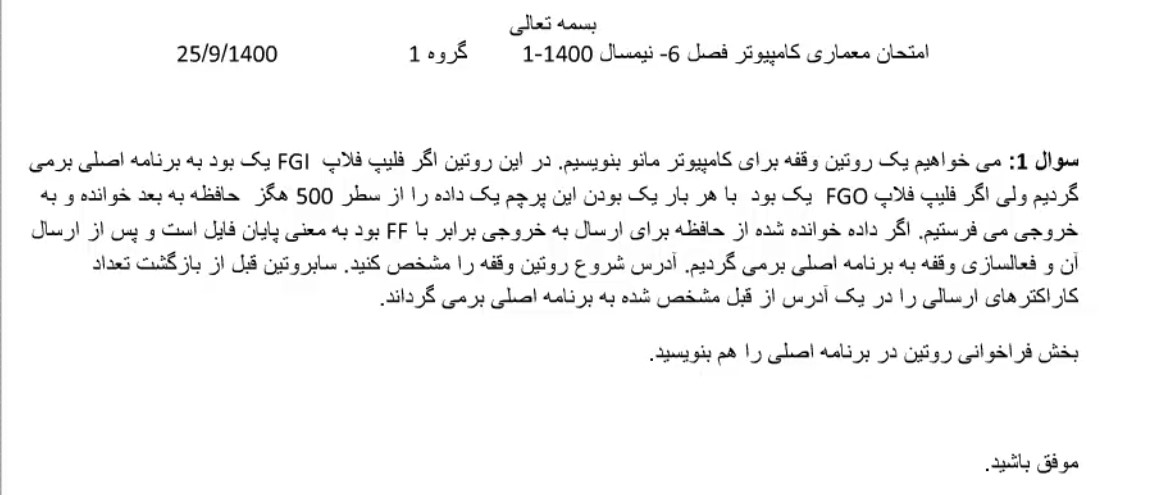 بسمه تعالی
امتحان معماری کامپیوتر فصل 6- نیمسال 1400-1 گروه 1 25/9/1400
سوال 1: می خواهیم یک روتین وقفه برای کامپیوتر مانو بنویسیم. در این روتین اگر فلیپ فلاپ FGI یک بود به برنامه اصلی برمی
گردیم ولی اگر فلیپ فلاپ FGO یک بود با هر بار یک بودن این پرچم یک داده را از سطر 500 هگز حافظه به بعد خوانده و به
خروجی می فرستیم. اگر داده خوانده شده از حافظه برای ارسال به خروجی برابر با FF بود به معنی پایان فایل است و پس از ارسال
آن و فعالسازی وقفه به برنامه اصلی برمی گردیم. آدرس شروع روتین وقفه را مشخص کنید. سابروتین قبل از بازگشت تعداد
کاراکترهای ارسالی را در یک آدرس از قبل مشخص شده به برنامه اصلی برمی گرداند.
بخش فراخوانی روتین در برنامه اصلی را هم بنویسید.
موفق باشید.